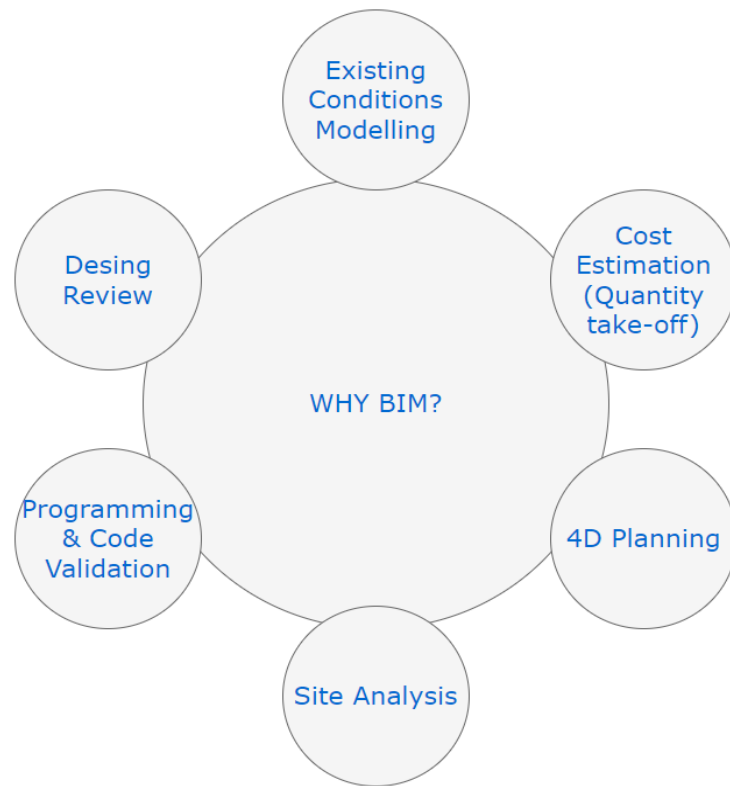 Existing
Conditions
Modelling
Cost
Estimation
(Quantity
take-off)
Desing
Review
WHY BIM?
Programming
& Code
Validation
4D Planning
Site Analysis